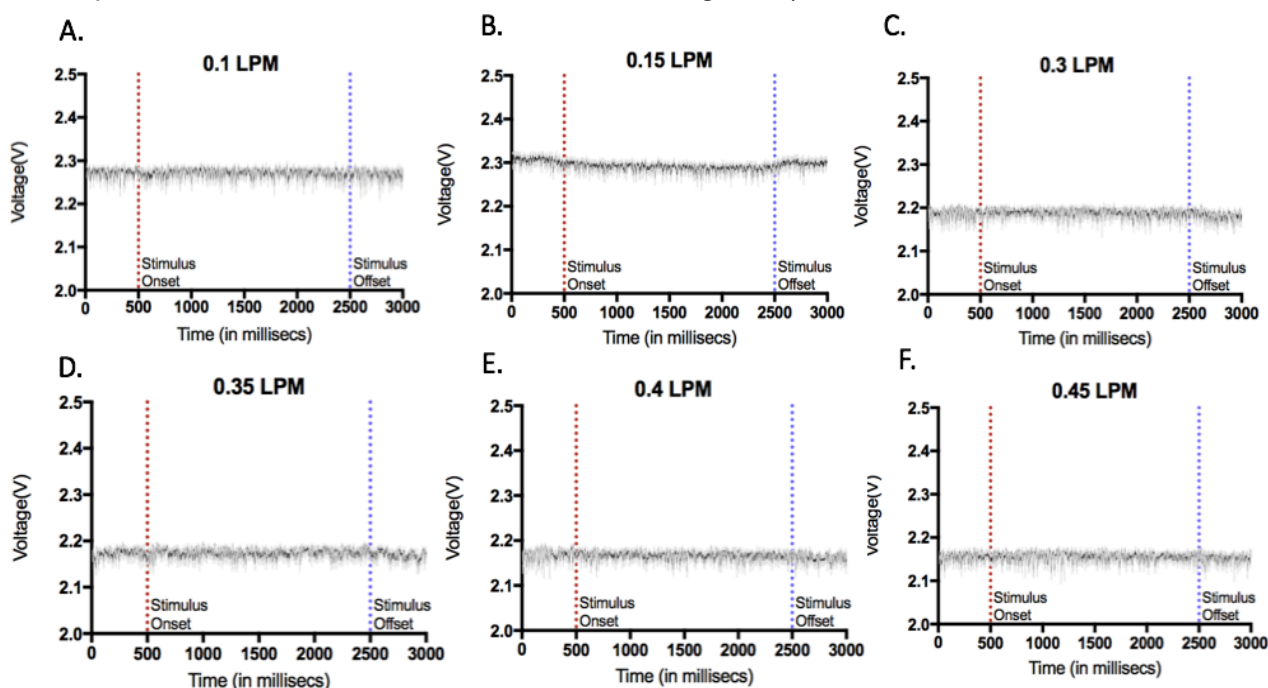 A.
0.1 LPM
2.5
2.4
2.3
2.2
2.1
2.0
Voltage(V)
Stimulus
Onset
Stimulus
Offset
0 500 1000 1500 2000 2500 3000
Time (in millisecs)
B.
0.15 LPM
2.5
2.4
2.3
2.2
2.1
2.0
Voltage(V)
Stimulus
Onset
Stimulus
Offset
0 500 1000 1500 2000 2500 3000
Time (in millisecs)
C.
0.3 LPM
2.5
2.4
2.3
2.2
2.1
2.0
Voltage(V)
Stimulus
Onset
Stimulus
Offset
0 500 1000 1500 2000 2500 3000
Time (in millisecs)
D.
0.35 LPM
2.5
2.4
2.3
2.2
2.1
2.0
Voltage(V)
Stimulus
Onset
Stimulus
Offset
0 500 1000 1500 2000 2500 3000
Time (in millisecs)
E.
0.4 LPM
2.5
2.4
2.3
2.2
2.1
2.0
Voltage(V)
Stimulus
Onset
Stimulus
Offset
0 500 1000 1500 2000 2500 3000
Time (in millisecs)
F.
0.45 LPM
2.5
2.4
2.3
2.2
2.1
2.0
Voltage(V)
Stimulus
Onset
Stimulus
Offset
0 500 1000 1500 2000 2500 3000
Time (in millisecs)